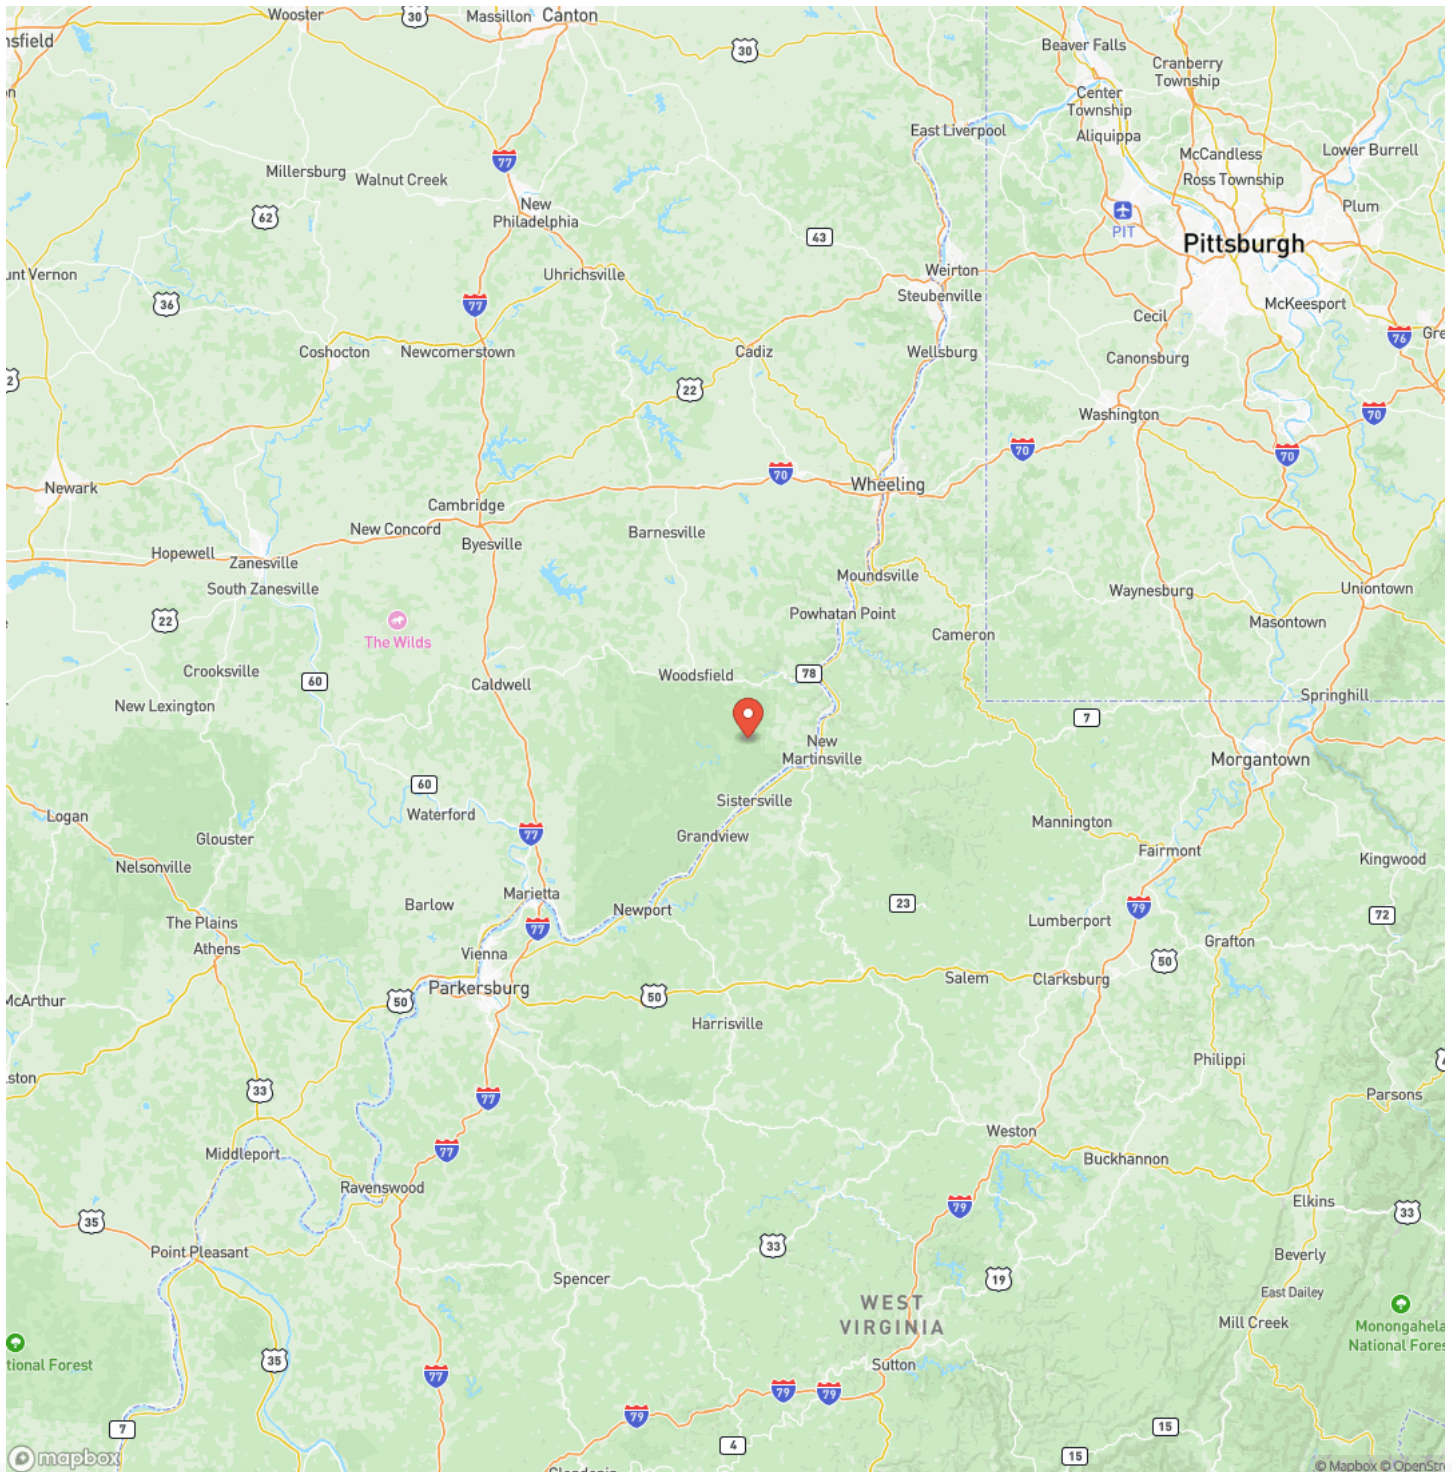 Wooster
30
Massillon
Canton
nsfield
30
Beaver Falls
Cranberry
Township
Center
Township
East Liverpool
Aliquippa
77
McCandless
Lower Burrell
Millersburg
Walnut Creek
Ross Township
New
Philadelphia
62
PIT
Plum
43
Pittsburgh
unt Vernon
Uhrichsville
Weirton
36
77
Steubenville
McKeesport
Cecil
76
Gre
Coshocton
Newcomerstown
Cadiz
Wellsburg
Canonsburg
2
22
Washington
70
70
70
70
Newark
Wheeling
Cambridge
New Concord
Barnesville
Byesville
Hopewell
Zanesville
South Zanesville
Moundsville
Waynesburg
Uniontown
22
Powhatan Point
Masontown
The Wilds
Cameron
Crooksville
60
Woodsfield
78
Caldwell
Springhill
New Lexington
7
New
Martinsville
Morgantown
60
Sistersville
Logan
Waterford
Mannington
Glouster
77
Grandview
Fairmont
Kingwood
Nelsonville
Marietta
Barlow
Newport
23
79
72
The Plains
Lumberport
77
Athens
Vienna
Grafton
50
Salem
Clarksburg
Parkersburg
50
50
McArthur
Harrisville
Philippi
ston
33
77
Parsons
Weston
77
Middleport
Buckhannon
Ravenswood
79
Elkins
35
33
Point Pleasant
33
Beverly
Spencer
19
East Dailey
WEST
VIRGINIA
Mill Creek
Monongahela
National Fores
tional Forest
35
Sutton
77
79
79
79
7
15
4
15
mapbox
© Mapbox © OpenStre